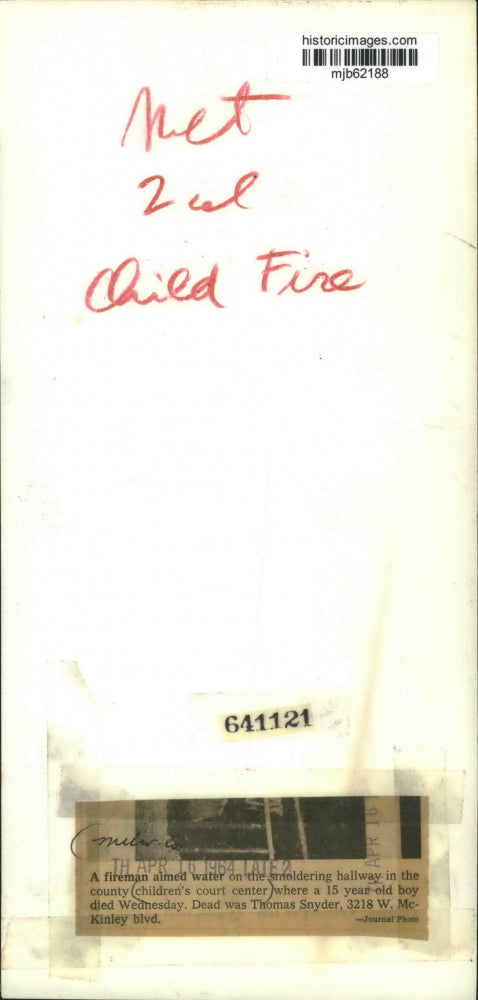 historicimages.com
mjb62188
Met
2 col
Child Fire
641121
Milw. Co.
TH APR 16 1964 LATE 2
A fireman aimed water on the smoldering hallway in the
county children's court center where a 15 year old boy
died Wednesday. Dead was Thomas Snyder, 3218 W. Mc-
Kinley blvd.
—Journal Photo
APR 16